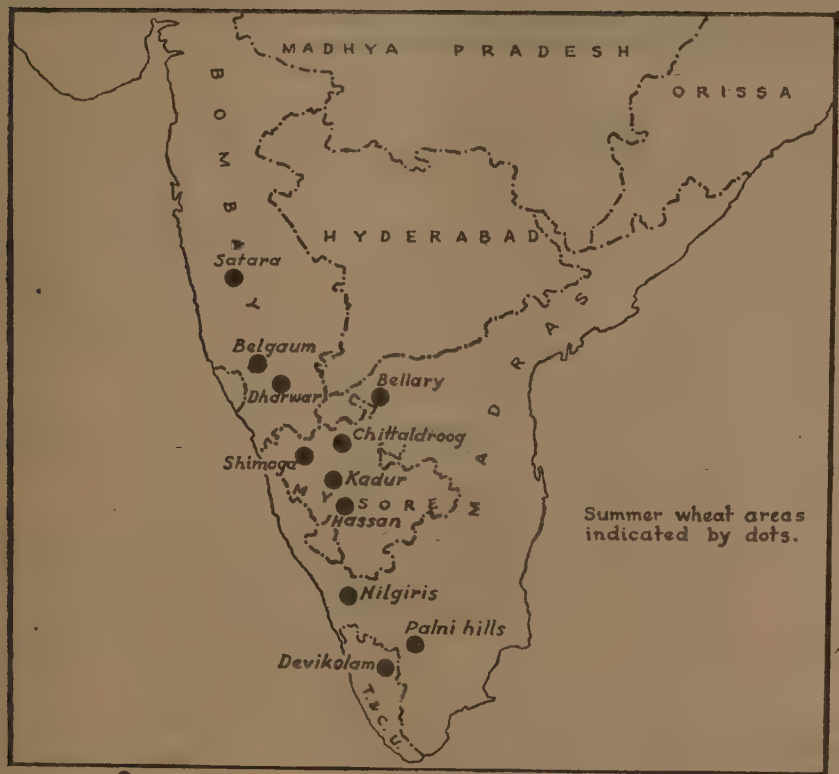 MADHYA PRADESH
ORISSA
BOMBAY
HYDERABAD
Satara
MADRAS
Belgaum
Dharwar
Bellary
Chittaldroog
Shimoga
Kadur
MYSORE
Hassan
Summer wheat areas
indicated by dots.
Nilgiris
Palni hills
Devikolam
T. & C. U.